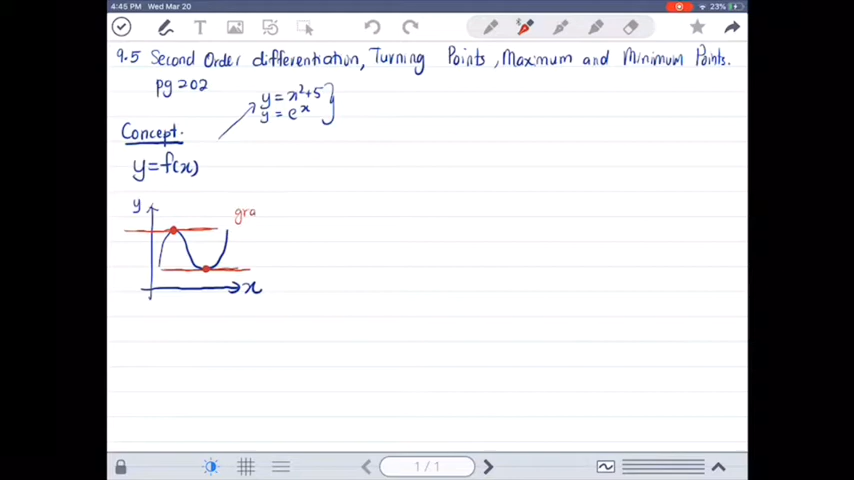 4:45 PM Wed Mar 20
23%
9.5 Second Order differentiation, Turning Points, Maximum and Minimum Points.
pg 202
y = x²+5
y = eˣ
Concept.
y=f(x)
y
gra
x
1 / 1